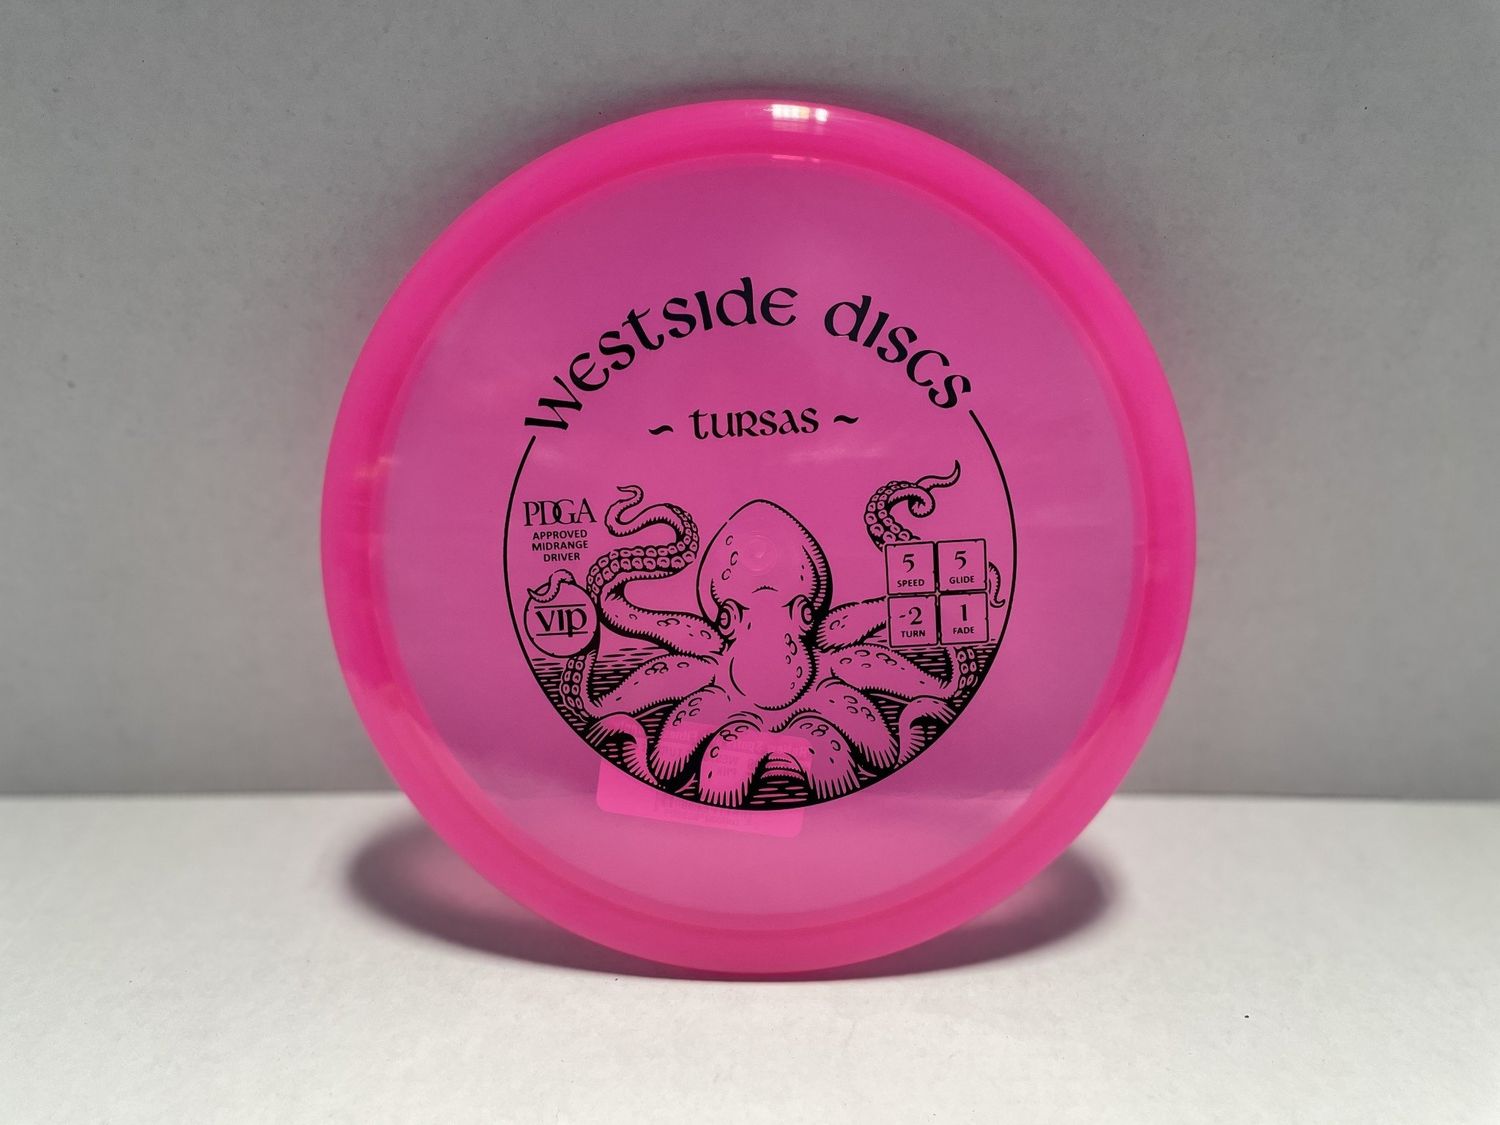 westside discs
~ tursas ~
PDGA
APPROVED
MIDRANGE
DRIVER
VIP
5 5
SPEED GLIDE
-2 1
TURN FADE